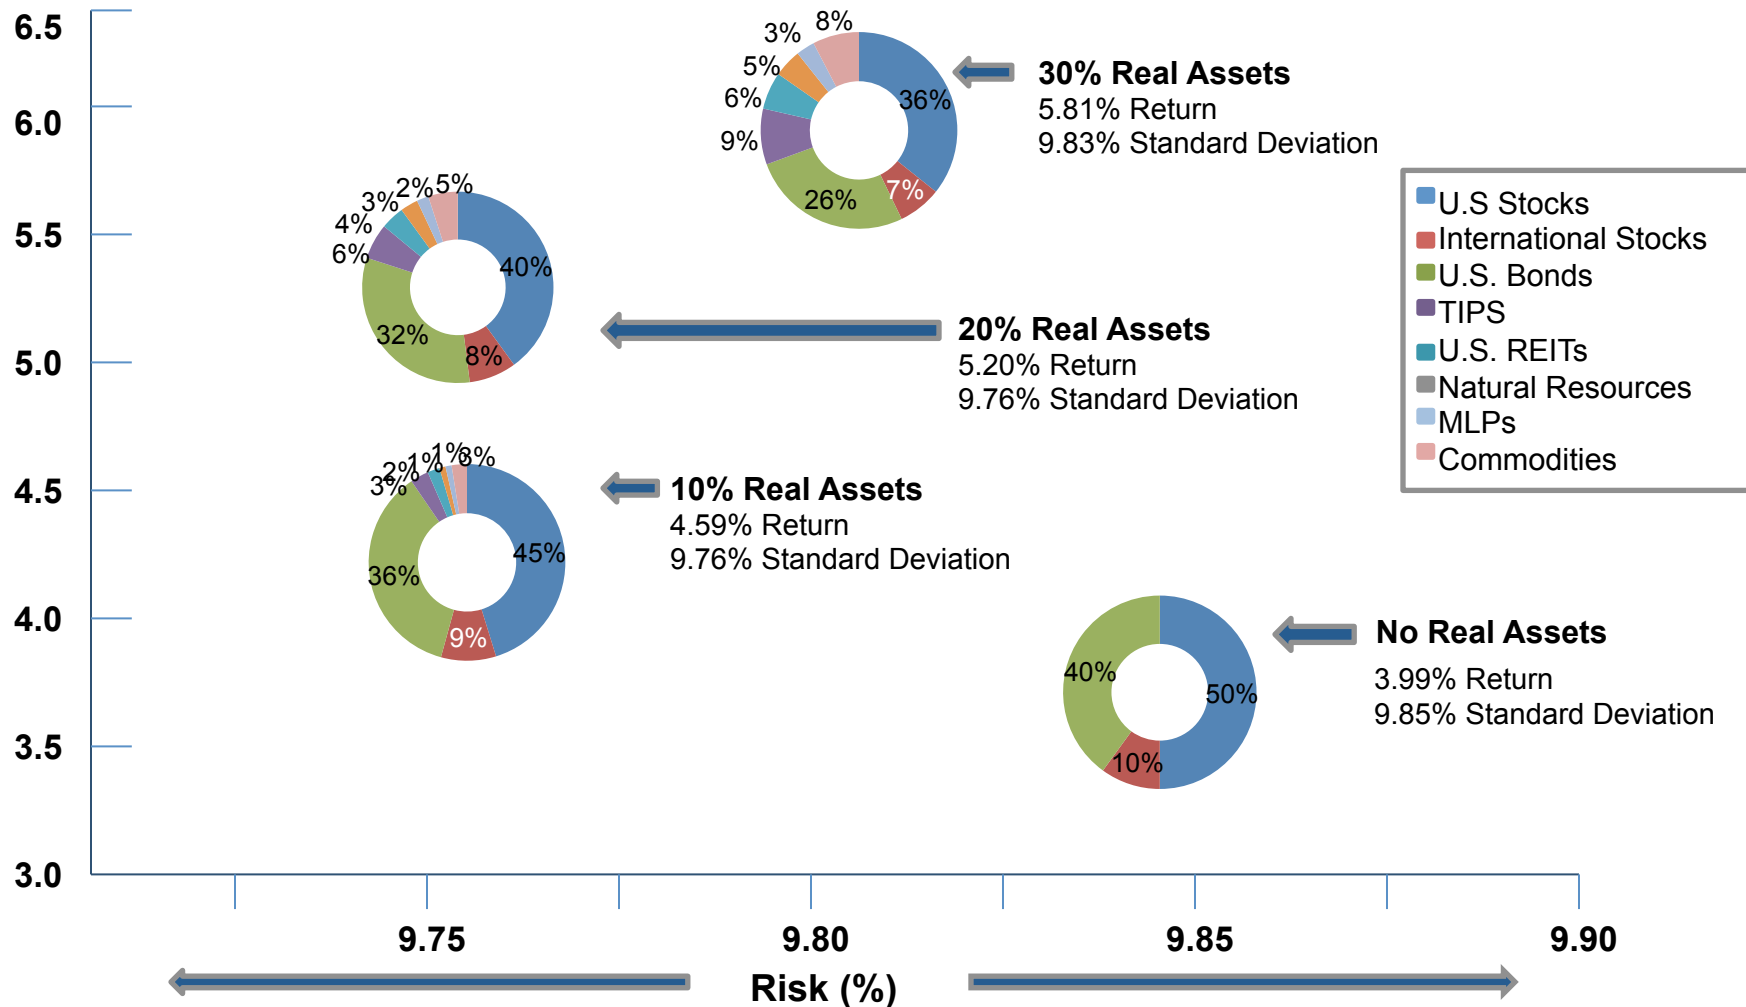 6.5
6.0
5.5
5.0
4.5
4.0
3.5
3.0
3%
8%
5%
6%
9%
36%
26%
7%
30% Real Assets
5.81% Return
9.83% Standard Deviation
2%
5%
3%
4%
6%
40%
32%
8%
20% Real Assets
5.20% Return
9.76% Standard Deviation
1%
3%
1%
2%
3%
45%
36%
9%
10% Real Assets
4.59% Return
9.76% Standard Deviation
40%
50%
10%
No Real Assets
3.99% Return
9.85% Standard Deviation
U.S Stocks
International Stocks
U.S. Bonds
TIPS
U.S. REITs
Natural Resources
MLPs
Commodities
9.75
9.80
9.85
9.90
Risk (%)